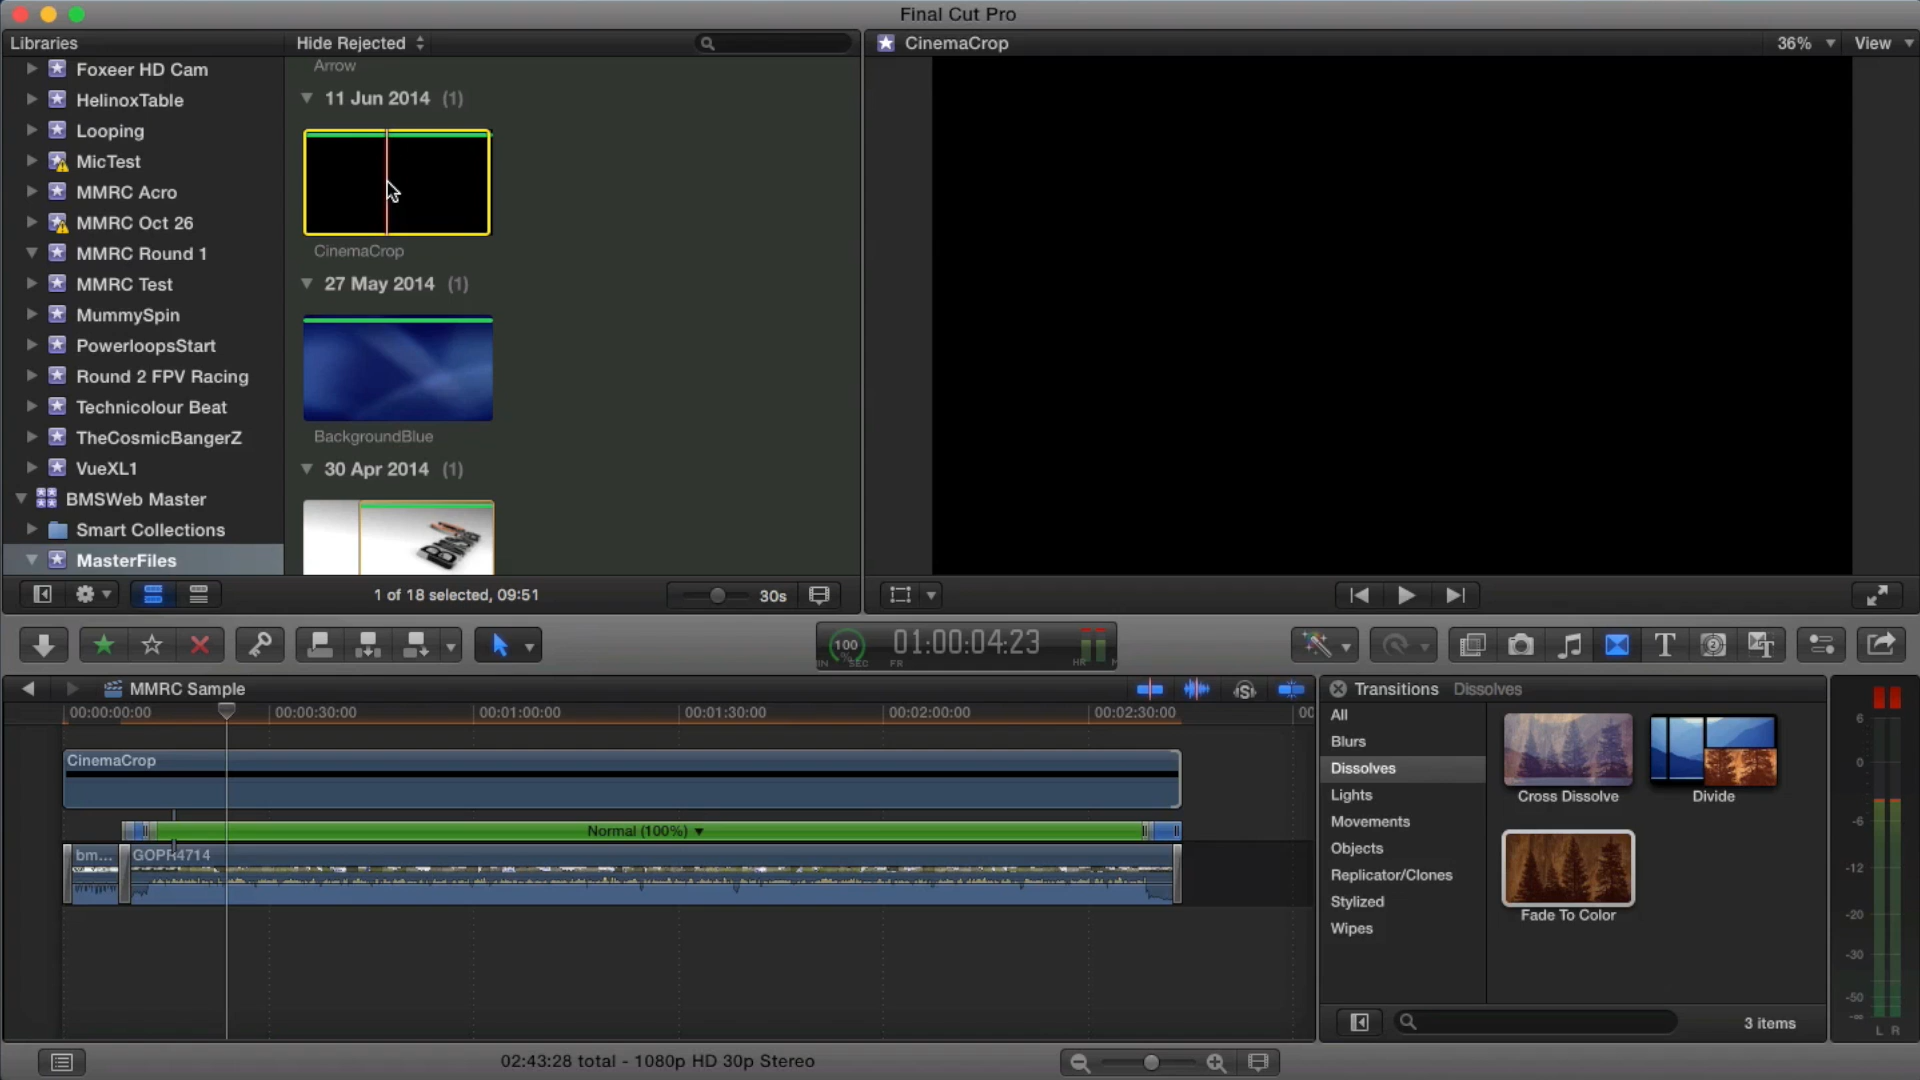 Final Cut Pro
Libraries
Hide Rejected
CinemaCrop
36%
View
Foxeer HD Cam
HelinoxTable
Looping
MicTest
MMRC Acro
MMRC Oct 26
MMRC Round 1
MMRC Test
MummySpin
PowerloopsStart
Round 2 FPV Racing
Technicolour Beat
TheCosmicBangerZ
VueXL1
BMSWeb Master
Smart Collections
MasterFiles
Arrow
11 Jun 2014 (1)
CinemaCrop
27 May 2014 (1)
BackgroundBlue
30 Apr 2014 (1)
1 of 18 selected, 09:51
30s
100
%
01:00:04:23
MIN SEC FR
HR
MMRC Sample
00:00:00:00
00:00:30:00
00:01:00:00
00:01:30:00
00:02:00:00
00:02:30:00
CinemaCrop
Normal (100%)
bm...
GOPR4714
Transitions Dissolves
All
Blurs
Dissolves
Lights
Movements
Objects
Replicator/Clones
Stylized
Wipes
Cross Dissolve
Divide
Fade To Color
3 items
6
0
-6
-12
-20
-30
-50
-∞
L R
02:43:28 total - 1080p HD 30p Stereo